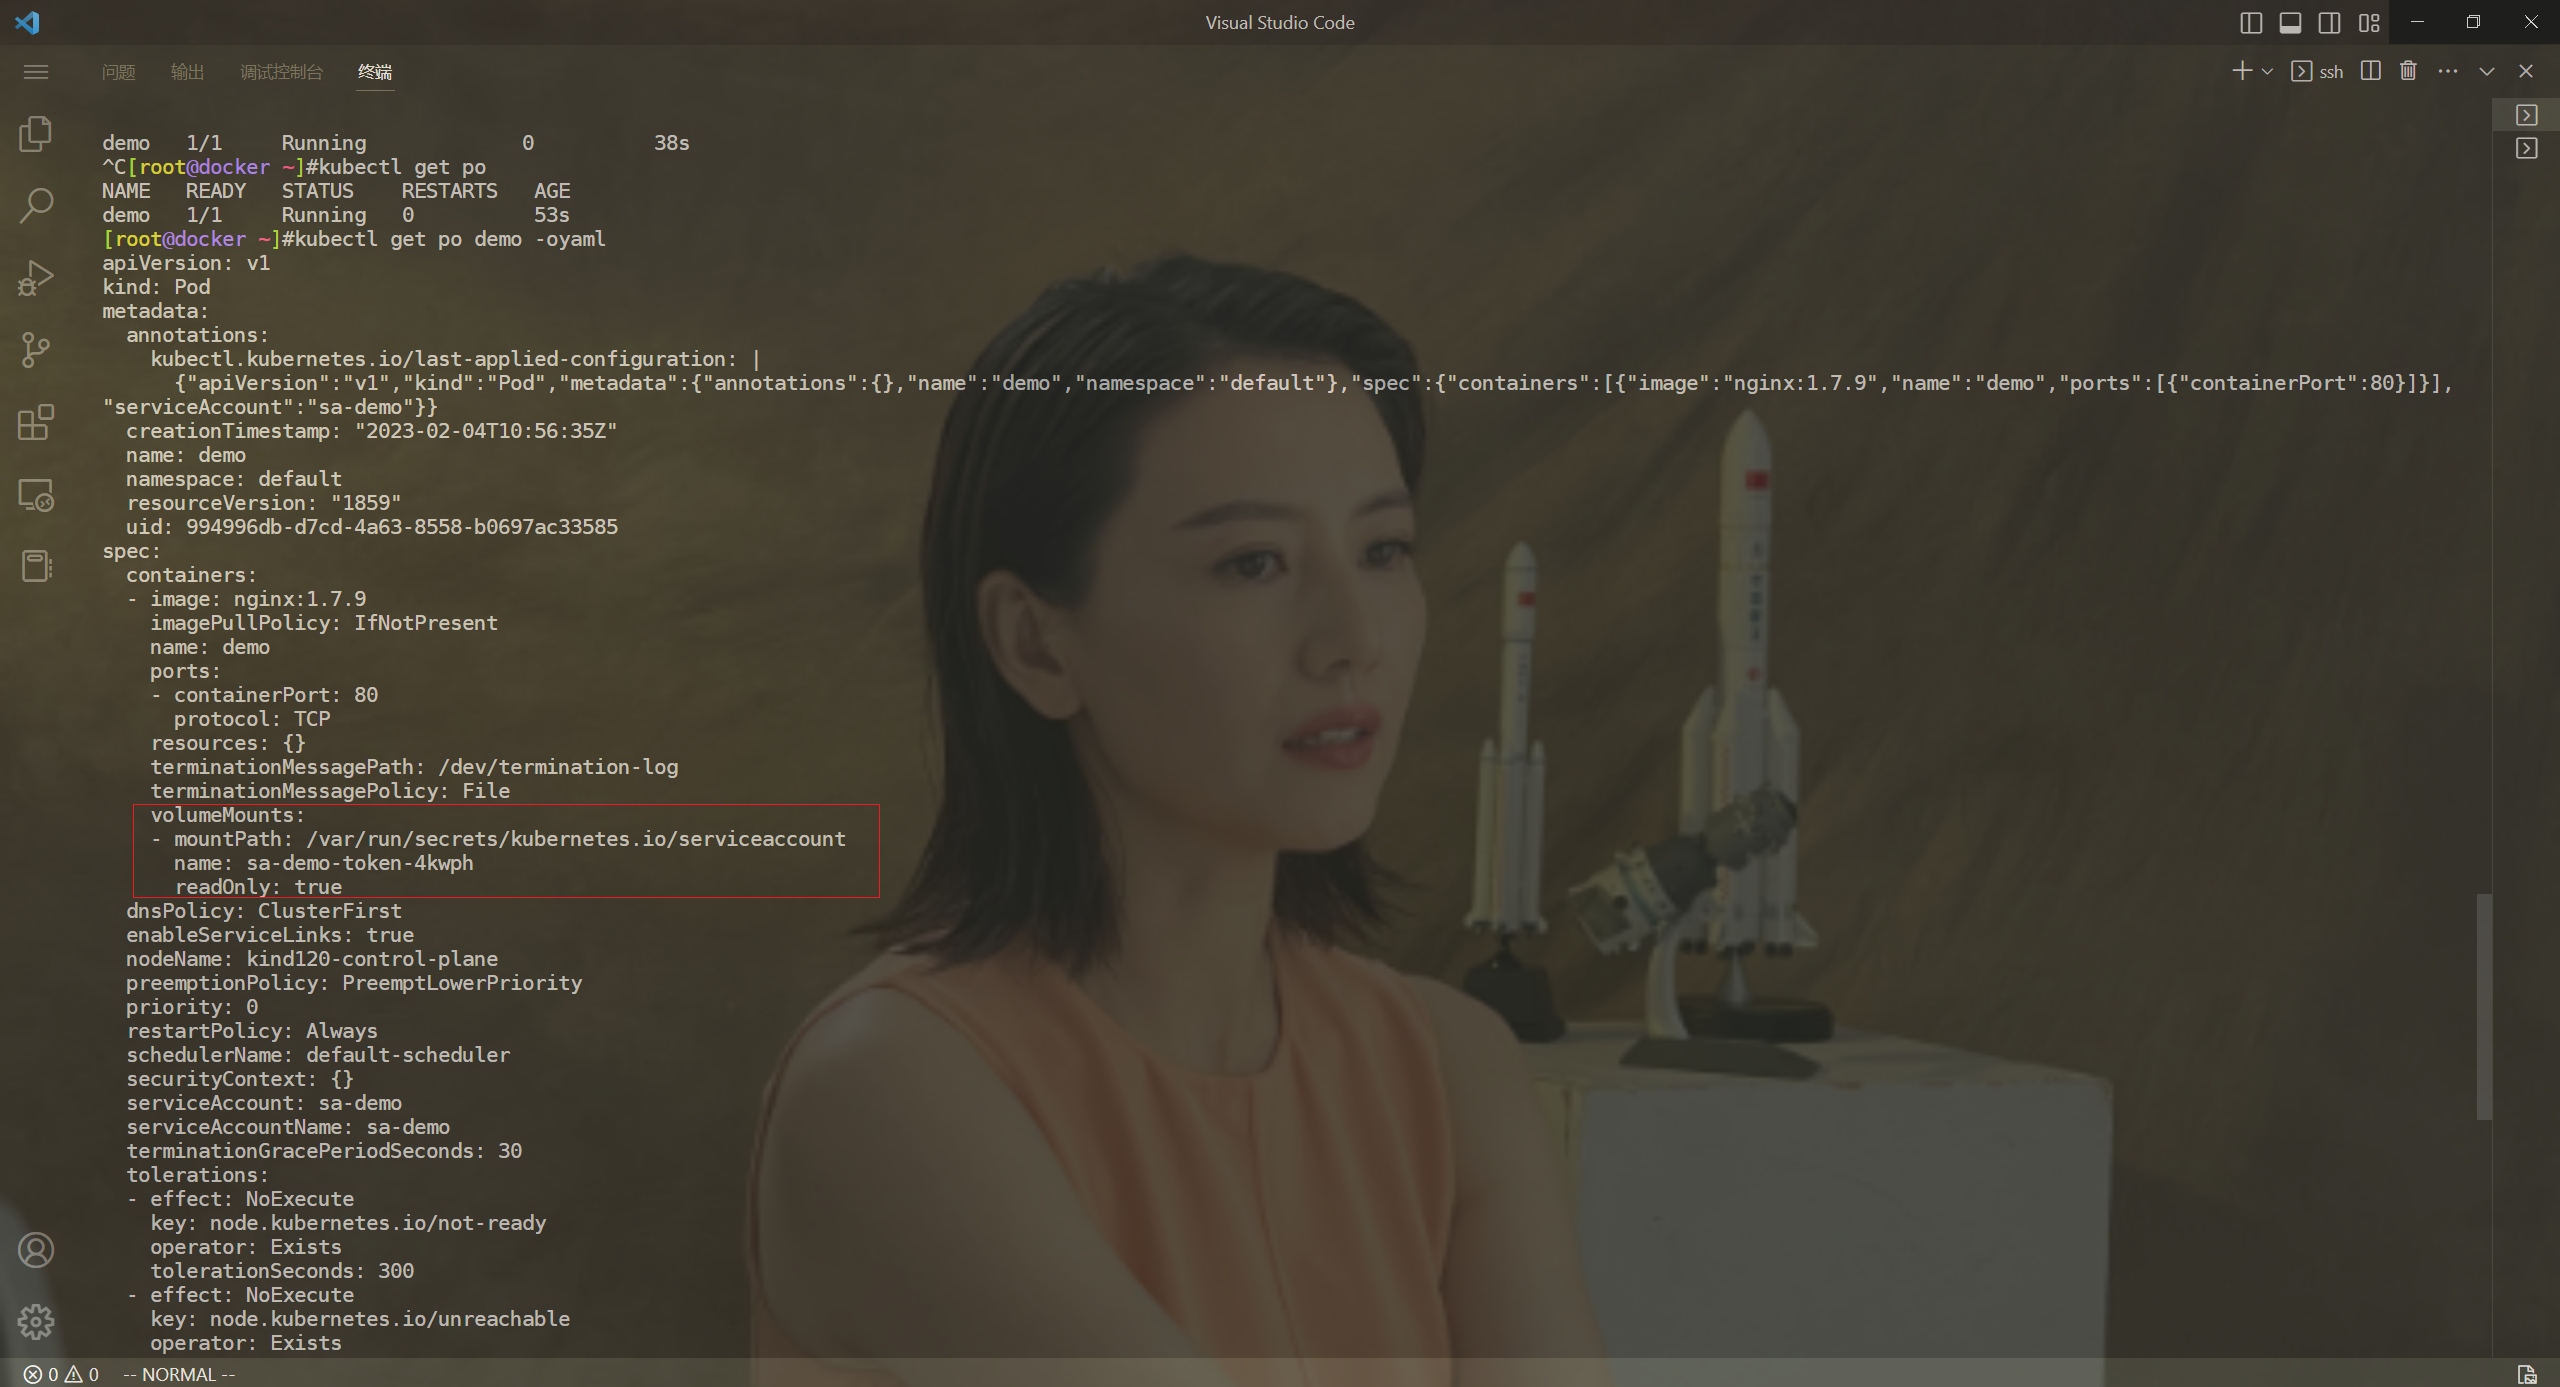 Visual Studio Code
问题 输出 调试控制台 终端
ssh
demo   1/1     Running             0          38s
^C[root@docker ~]#kubectl get po
NAME   READY   STATUS    RESTARTS   AGE
demo   1/1     Running   0          53s
[root@docker ~]#kubectl get po demo -oyaml
apiVersion: v1
kind: Pod
metadata:
  annotations:
    kubectl.kubernetes.io/last-applied-configuration: |
      {"apiVersion":"v1","kind":"Pod","metadata":{"annotations":{},"name":"demo","namespace":"default"},"spec":{"containers":[{"image":"nginx:1.7.9","name":"demo","ports":[{"containerPort":80}]}],
"serviceAccount":"sa-demo"}}
  creationTimestamp: "2023-02-04T10:56:35Z"
  name: demo
  namespace: default
  resourceVersion: "1859"
  uid: 994996db-d7cd-4a63-8558-b0697ac33585
spec:
  containers:
  - image: nginx:1.7.9
    imagePullPolicy: IfNotPresent
    name: demo
    ports:
    - containerPort: 80
      protocol: TCP
    resources: {}
    terminationMessagePath: /dev/termination-log
    terminationMessagePolicy: File
    volumeMounts:
    - mountPath: /var/run/secrets/kubernetes.io/serviceaccount
      name: sa-demo-token-4kwph
      readOnly: true
  dnsPolicy: ClusterFirst
  enableServiceLinks: true
  nodeName: kind120-control-plane
  preemptionPolicy: PreemptLowerPriority
  priority: 0
  restartPolicy: Always
  schedulerName: default-scheduler
  securityContext: {}
  serviceAccount: sa-demo
  serviceAccountName: sa-demo
  terminationGracePeriodSeconds: 30
  tolerations:
  - effect: NoExecute
    key: node.kubernetes.io/not-ready
    operator: Exists
    tolerationSeconds: 300
  - effect: NoExecute
    key: node.kubernetes.io/unreachable
    operator: Exists
0 0 -- NORMAL --